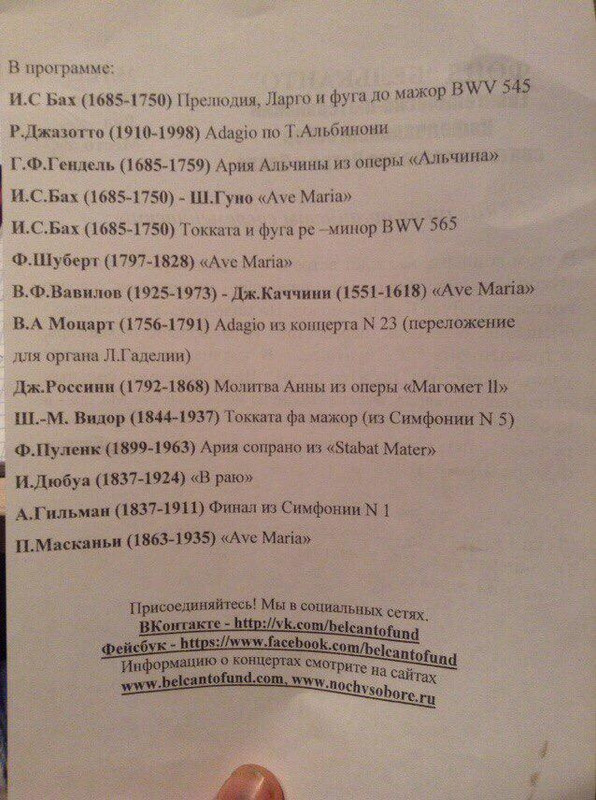 В программе:
И.С Бах (1685-1750) Прелюдия, Ларго и фуга до мажор BWV 545
Р.Джазотто (1910-1998) Adagio по Т.Альбинони
Г.Ф.Гендель (1685-1759) Ария Альчины из оперы «Альчина»
И.С.Бах (1685-1750) - Ш.Гуно «Ave Maria»
И.С.Бах (1685-1750) Токката и фуга ре –минор BWV 565
Ф.Шуберт (1797-1828) «Ave Maria»
В.Ф.Вавилов (1925-1973) - Дж.Каччини (1551-1618) «Ave Maria»
В.А Моцарт (1756-1791) Adagio из концерта N 23 (переложение
для органа Л.Гаделии)
Дж.Россини (1792-1868) Молитва Анны из оперы «Магомет ll»
Ш.-М. Видор (1844-1937) Токката фа мажор (из Симфонии N 5)
Ф.Пуленк (1899-1963) Ария сопрано из «Stabat Mater»
И.Дюбуа (1837-1924) «В раю»
А.Гильман (1837-1911) Финал из Симфонии N 1
П.Масканьи (1863-1935) «Ave Maria»
Присоединяйтесь! Мы в социальных сетях.
ВКонтакте - http://vk.com/belcantofund
Фейсбук - https://www.facebook.com/belcantofund
Информацию о концертах смотрите на сайтах
www.belcantofund.com, www.nochvsobore.ru